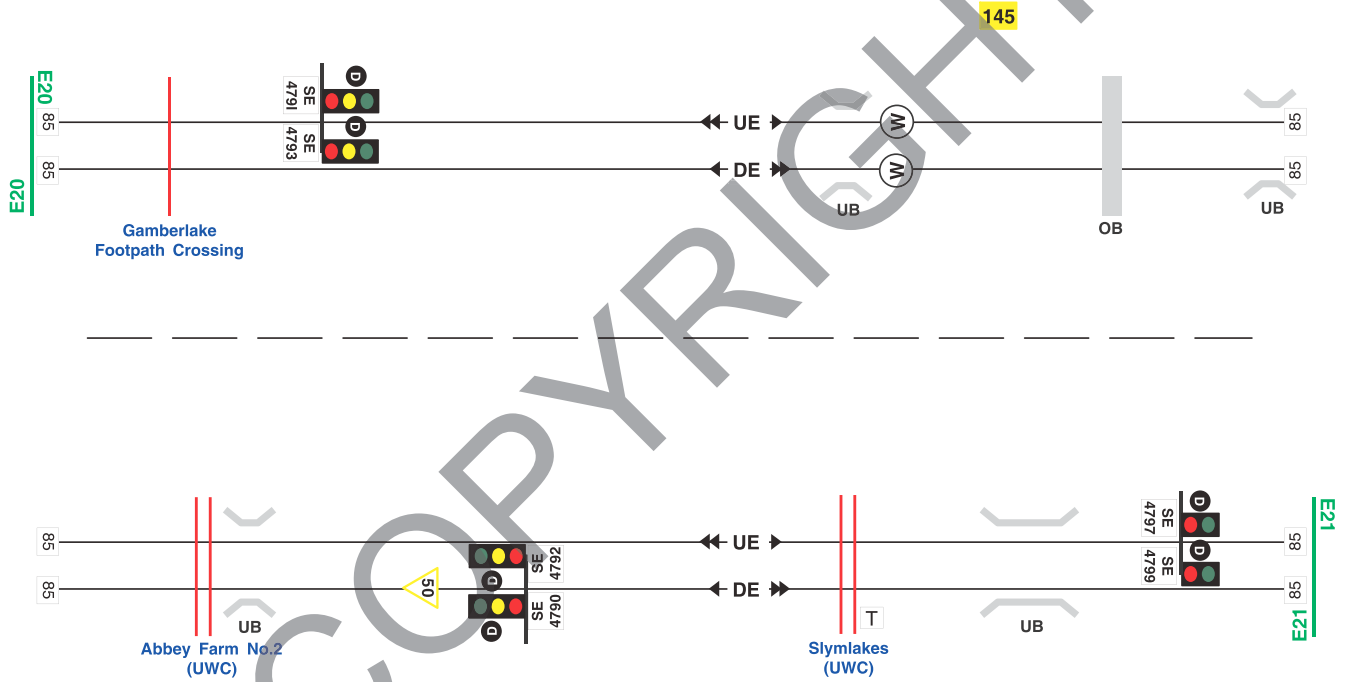 145
E20
85
SE
4791
D
SE
4793
D
UE
W
85
85
DE
W
85
E20
UB
OB
UB
Gamberlake
Footpath Crossing
85
UE
SE
4792
D
SE
4797
D
85
E21
85
50
SE
4790
D
DE
SE
4799
D
85
E21
T
UB
UB
Abbey Farm No.2
(UWC)
Slymlakes
(UWC)
COPYRIGHT